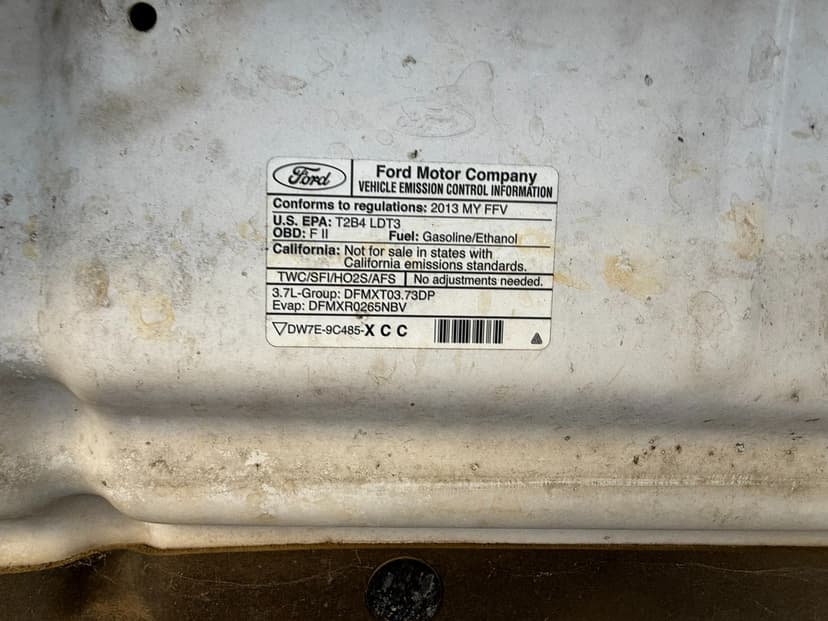 Ford
Ford Motor Company
VEHICLE EMISSION CONTROL INFORMATION
Conforms to regulations: 2013 MY FFV
U.S. EPA: T2B4 LDT3
OBD: F II Fuel: Gasoline/Ethanol
California: Not for sale in states with
California emissions standards.
TWC/SFI/HO2S/AFS No adjustments needed.
3.7L-Group: DFMXT03.73DP
Evap: DFMXR0265NBV
DW7E-9C485-X C C